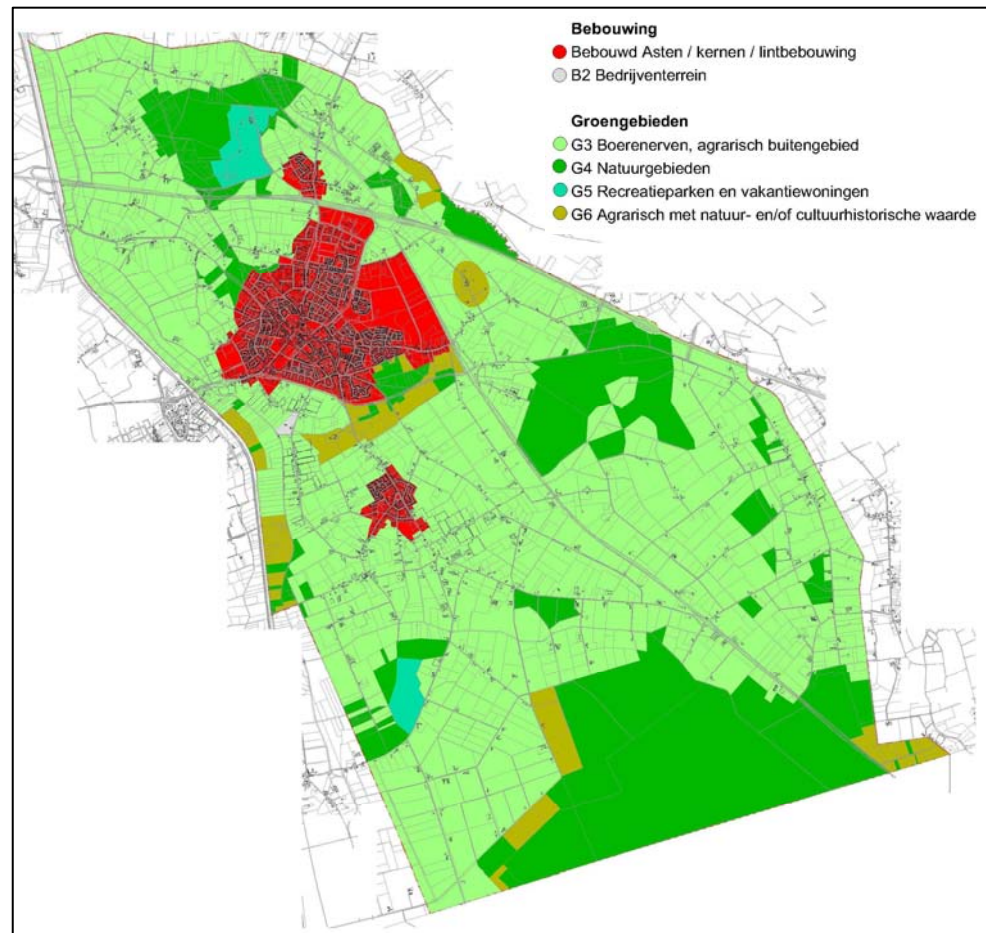 Bebouwing
Bebouwd Asten / kernen / lintbebouwing
B2 Bedrijventerrein
Groengebieden
G3 Boerenerven, agrarisch buitengebied
G4 Natuurgebieden
G5 Recreatieparken en vakantiewoningen
G6 Agrarisch met natuur- en/of cultuurhistorische waarde